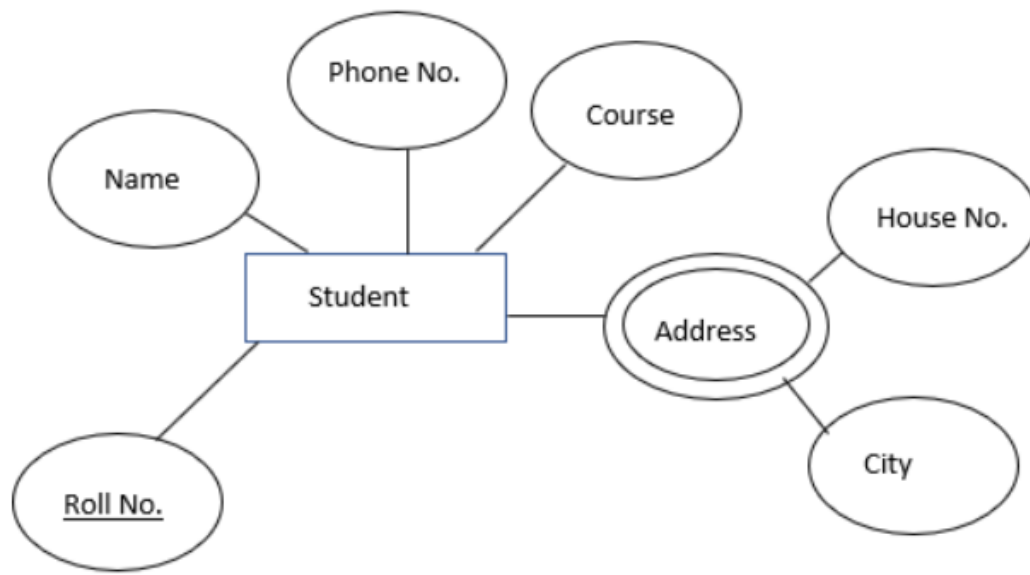 Phone No.
Course
Name
House No.
Student
Address
City
Roll No.